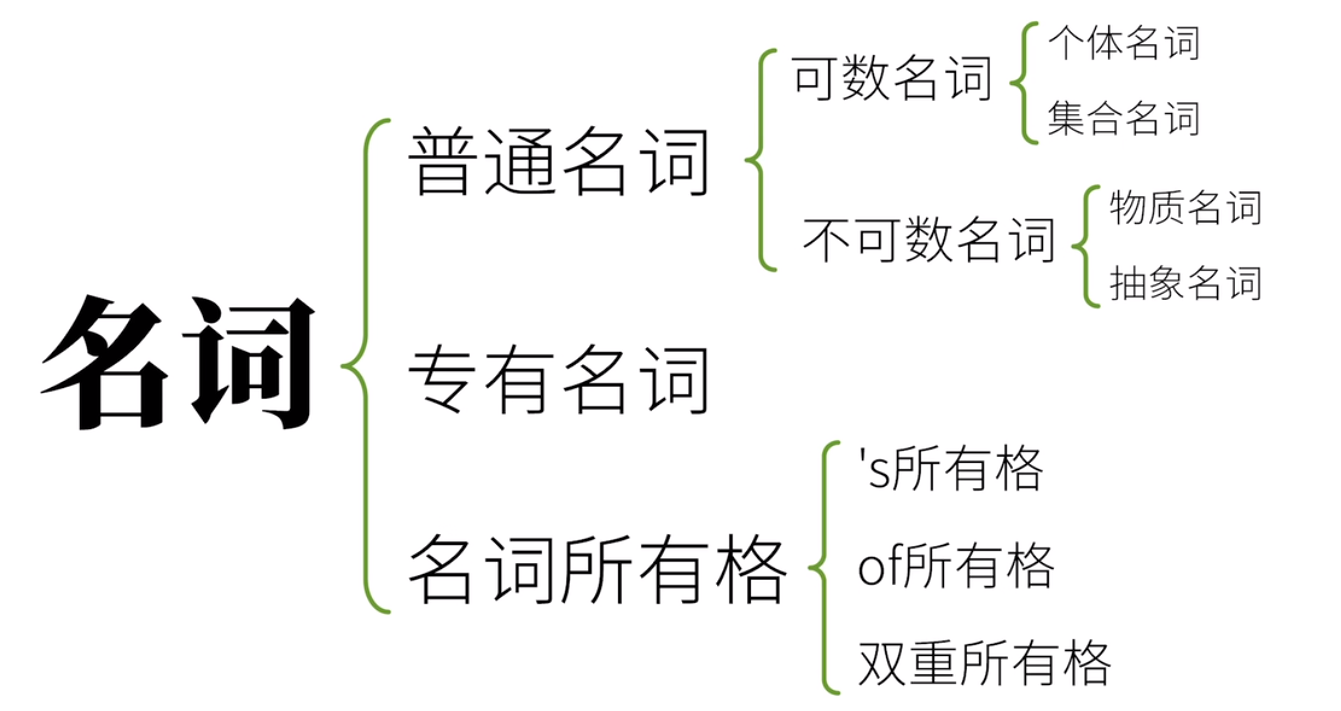 名词
普通名词
可数名词
个体名词
集合名词
不可数名词
物质名词
抽象名词
专有名词
名词所有格
's所有格
of所有格
双重所有格